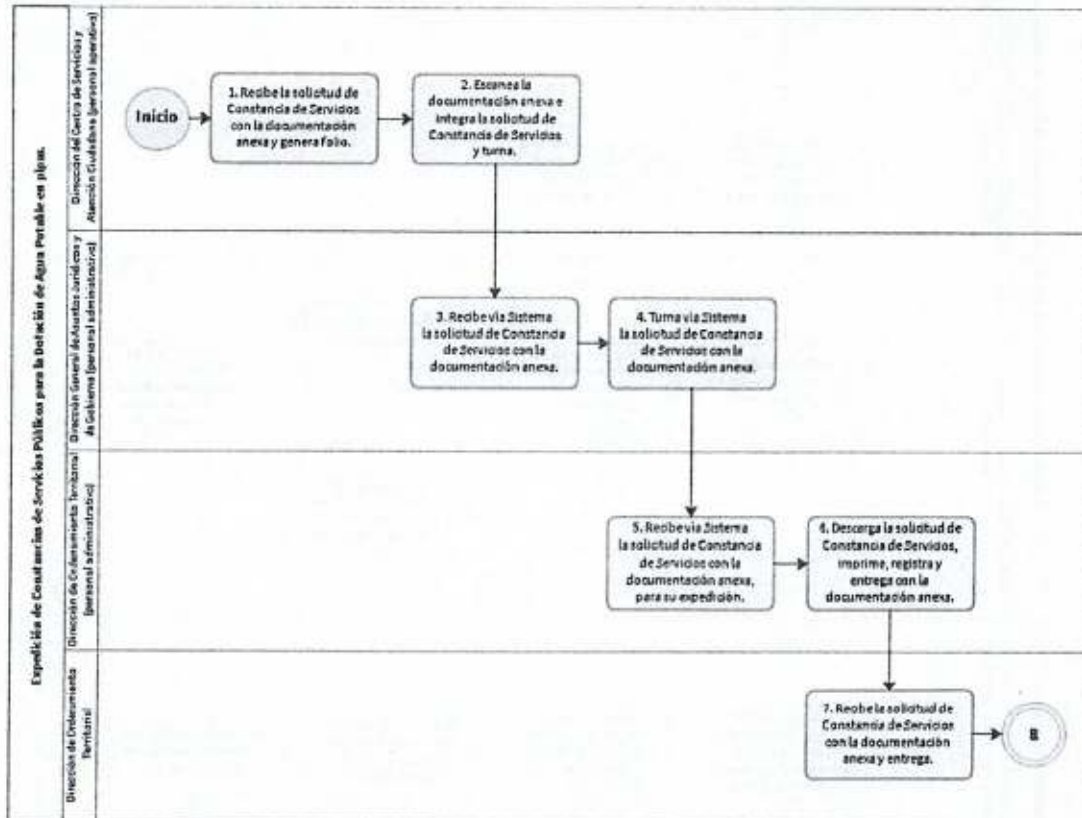 Expedición de Constancias de Servicios Públicos para la Dotación de Agua Potable en pipas.
Dirección del Centro de Servicios y
Atención Ciudadana (personal operativo)
Inicio
1. Recibe la solicitud de
Constancia de Servicios
con la documentación
anexa y genera folio.
2. Escanea la
documentación anexa e
integra la solicitud de
Constancia de Servicios
y turna.
Dirección General de Asuntos Jurídicos y
de Gobierno (personal administrativo)
3. Recibe vía Sistema
la solicitud de Constancia
de Servicios con la
documentación anexa.
4. Turna vía Sistema
la solicitud de Constancia
de Servicios con la
documentación anexa.
Dirección de Ordenamiento Territorial
(personal administrativo)
5. Recibe vía Sistema
la solicitud de Constancia
de Servicios con la
documentación anexa,
para su expedición.
6. Descarga la solicitud de
Constancia de Servicios,
imprime, registra y
entrega con la
documentación anexa.
Dirección de Ordenamiento
Territorial
7. Recibe la solicitud de
Constancia de Servicios
con la documentación
anexa y entrega.
B